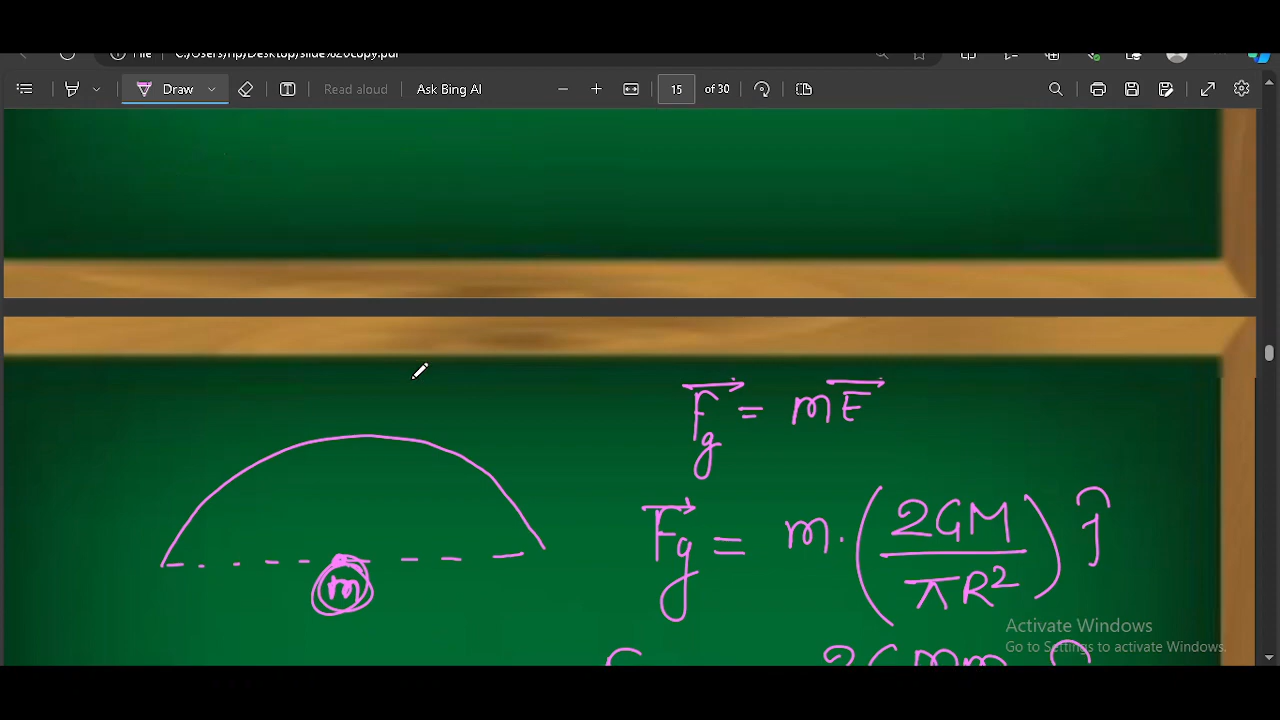 File C:/Users/hp/Desktop/slide%20copy.pdf
Draw Read aloud Ask Bing AI 15 of 30
F⃗g = mE⃗
F⃗g = m.(2GM/πR²) ĵ
m
Activate Windows
Go to Settings to activate Windows.